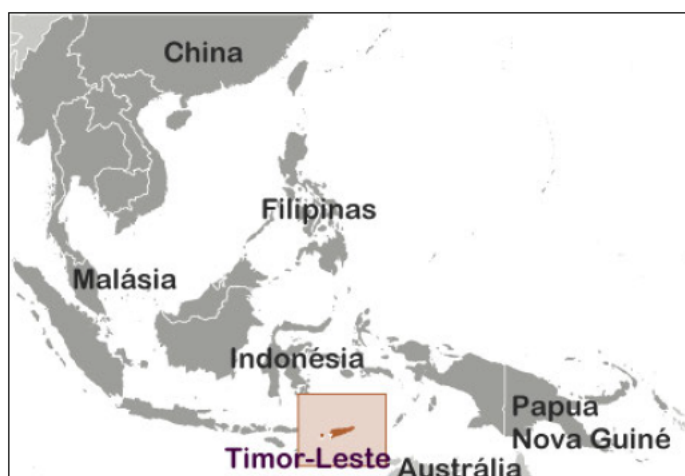 China
Filipinas
Malásia
Indonésia
Papua
Nova Guiné
Timor-Leste
Austrália